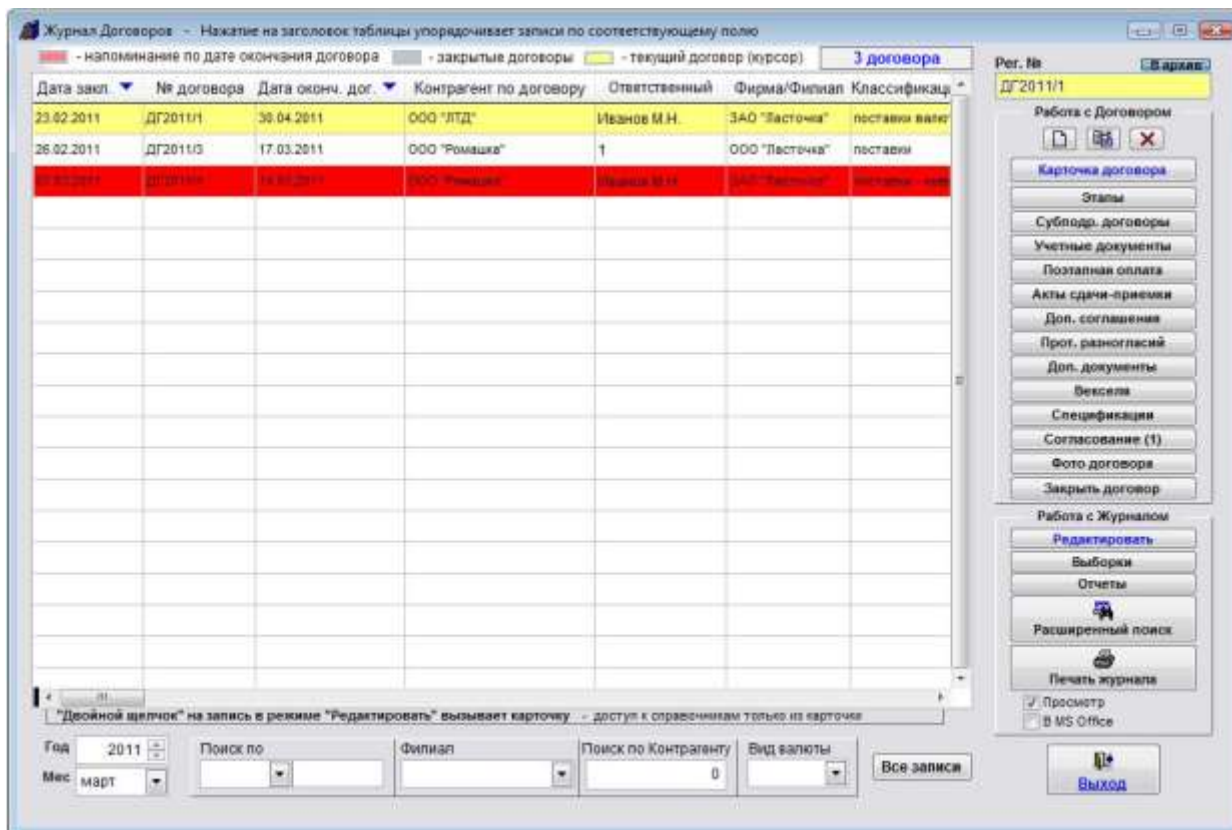 Журнал Договоров - Нажатие на заголовок таблицы упорядочивает записи по соответствующему полю
- напоминание по дате окончания договора - закрытые договоры - текущий договор (курсор) 3 договора
Дата закл. № договора Дата оконч. дог. Контрагент по договору Ответственный Фирма/Филиал Классификац
23.02.2011 ДГ2011/1 30.04.2011 ООО "ЛТД" Иванов М.Н. ЗАО "Ласточка" поставки валют
26.02.2011 ДГ2011/3 17.03.2011 ООО "Ромашка" 1 ООО "Ласточка" поставки
ООО "Ромашка" Иванов М.Н. ЗАО "Ласточка"
"Двойной щелчок" на запись в режиме "Редактировать" вызывает карточку - доступ к справочникам только из карточки
Год 2011
Мес март
Поиск по
Филиал
Поиск по Контрагенту
0
Вид валюты
Все записи
Рег. № В архив
ДГ2011/1
Работа с Договором
Карточка договора
Этапы
Субподр. договоры
Учетные документы
Поэтапная оплата
Акты сдачи-приемки
Доп. соглашения
Прот. разногласий
Доп. документы
Векселя
Спецификации
Согласование (1)
Фото договора
Закрыть договор
Работа с Журналом
Редактировать
Выборки
Отчеты
Расширенный поиск
Печать журнала
Просмотр
В MS Office
Выход